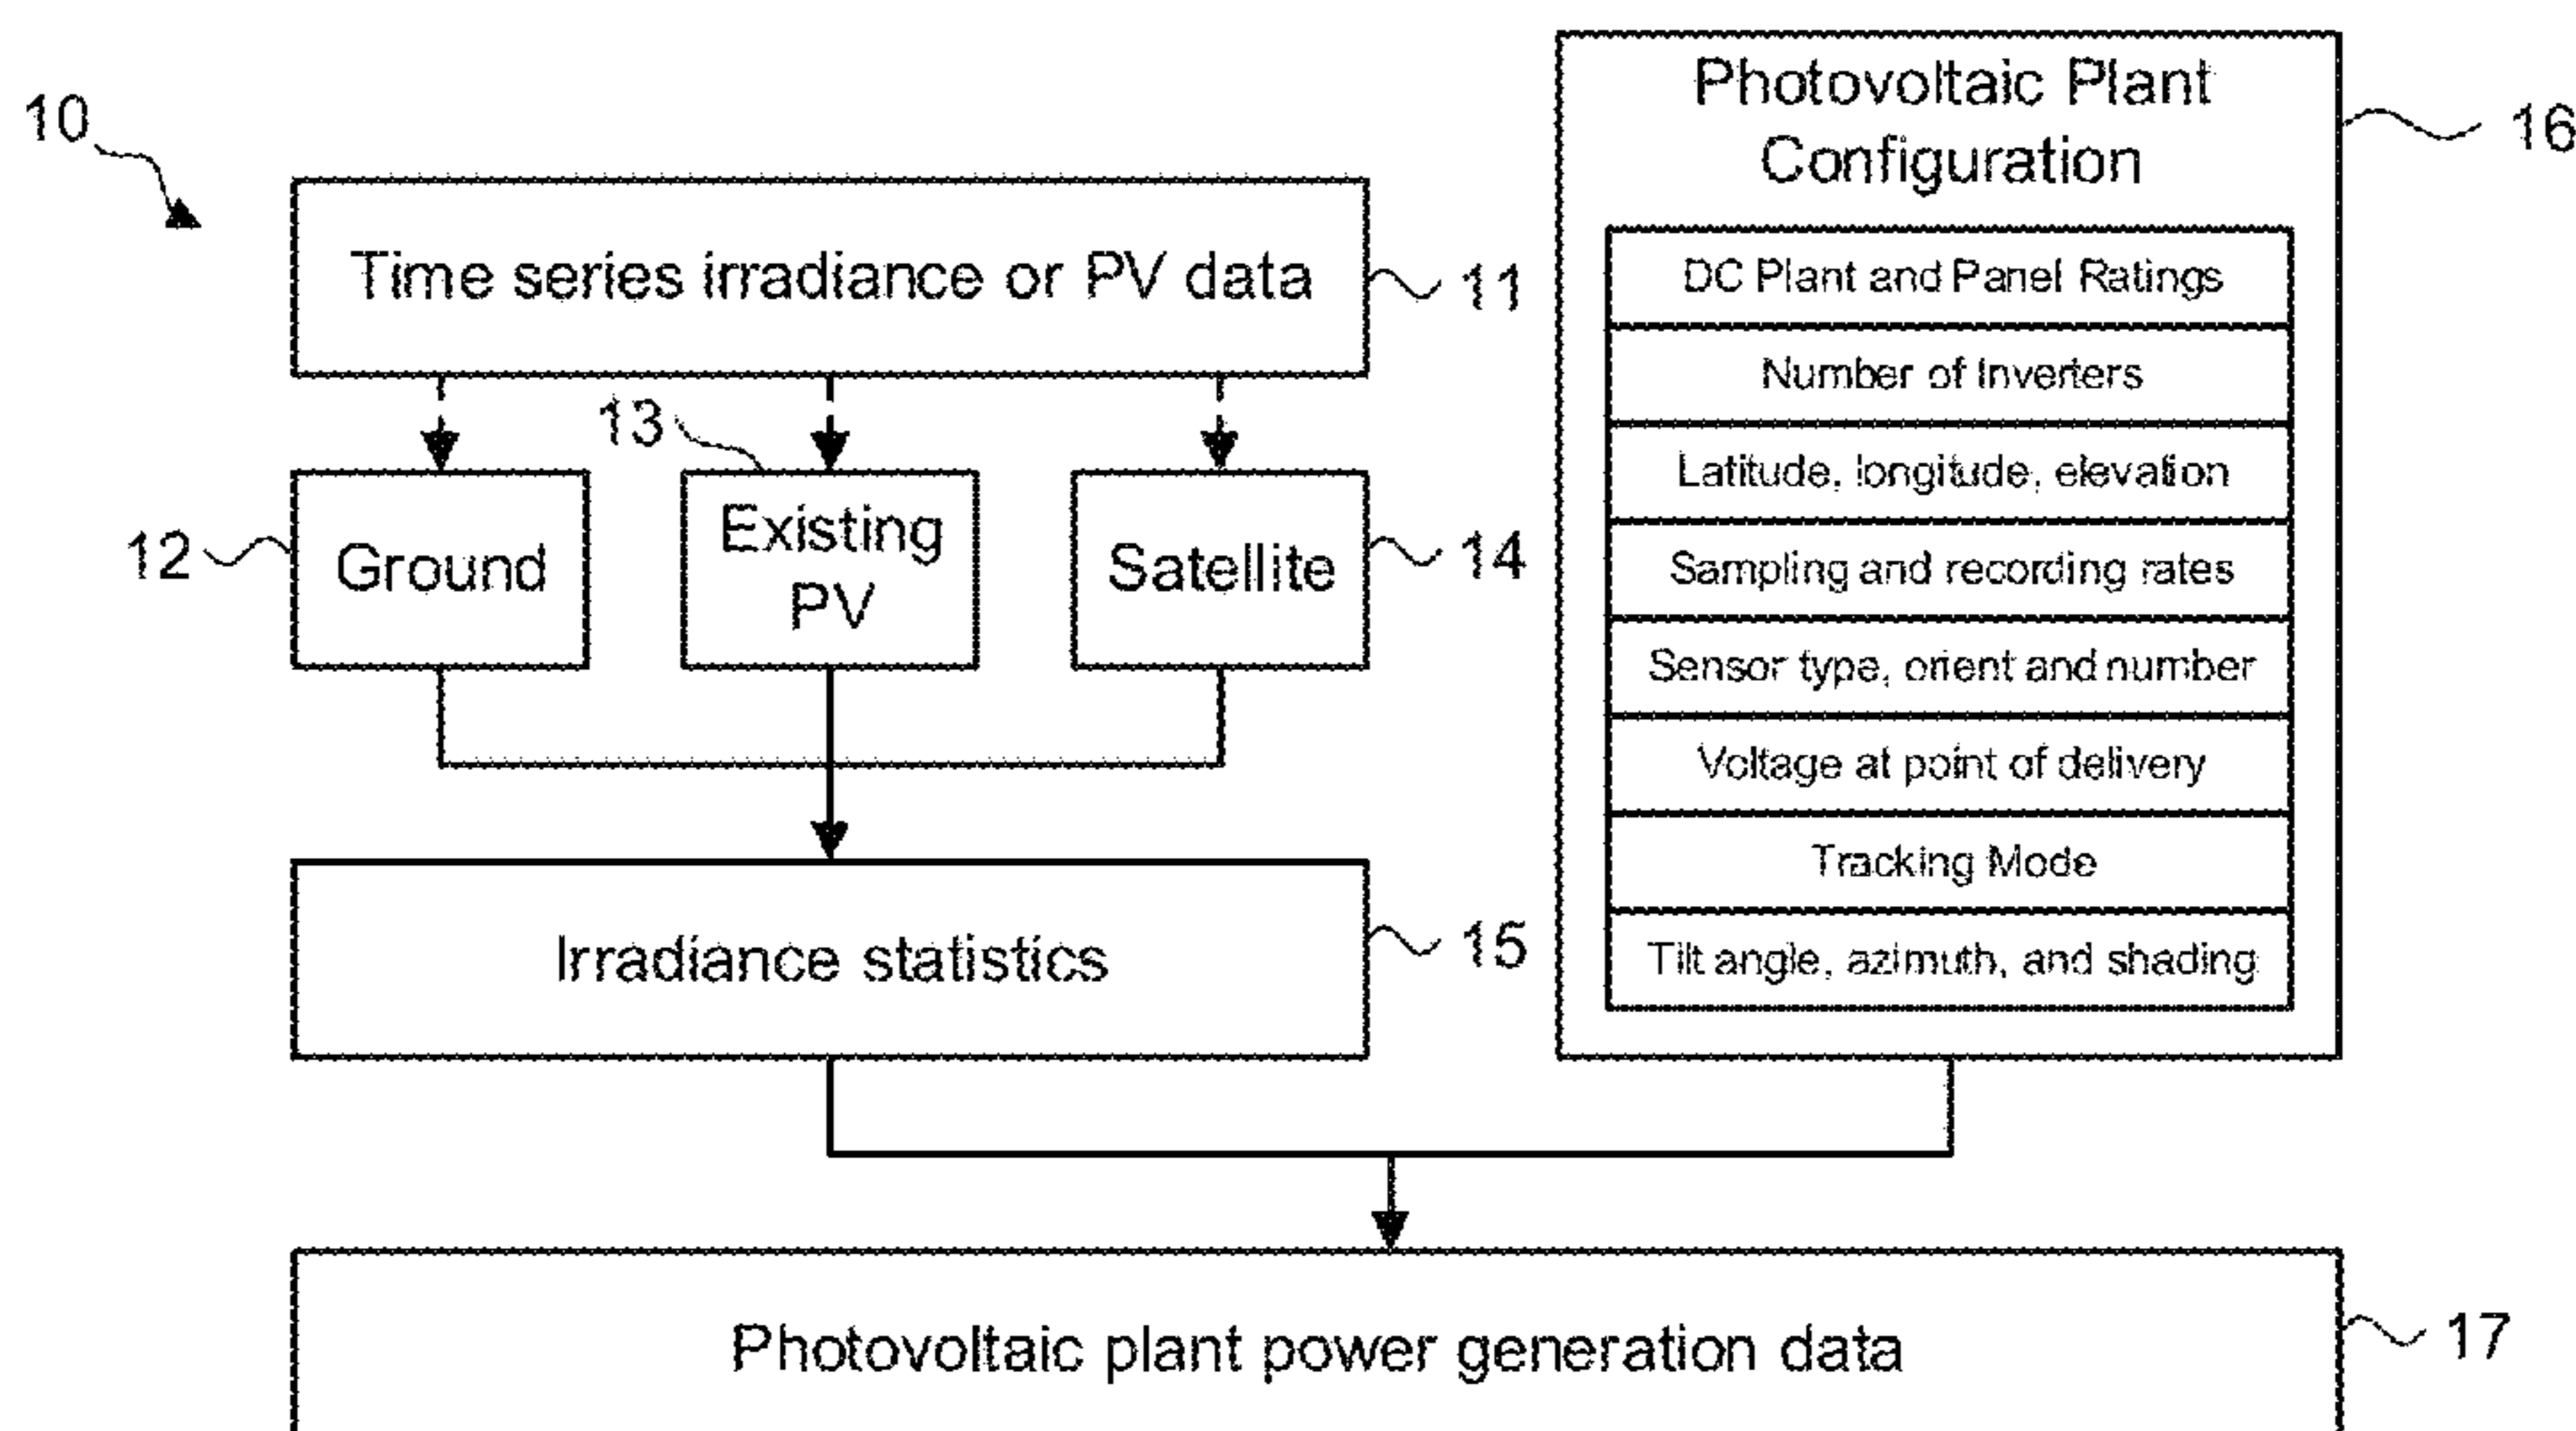 10
Time series irradiance or PV data
11
12
Ground
13
Existing
PV
Satellite
14
Irradiance statistics
15
Photovoltaic Plant
Configuration
16
DC Plant and Panel Ratings
Number of Inverters
Latitude, longitude, elevation
Sampling and recording rates
Sensor type, orient and number
Voltage at point of delivery
Tracking Mode
Tilt angle, azimuth, and shading
Photovoltaic plant power generation data
17